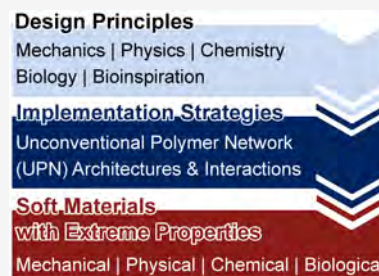 Design Principles
Mechanics | Physics | Chemistry
Biology | Bioinspiration
Implementation Strategies
Unconventional Polymer Network
(UPN) Architectures & Interactions
Soft Materials
with Extreme Properties
Mechanical | Physical | Chemical | Biological